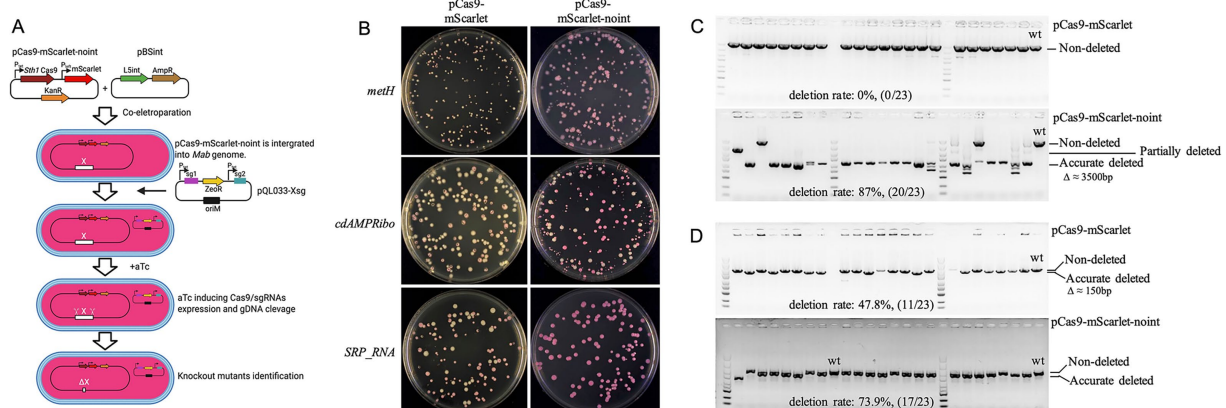 A
pCas9-mScarlet-noint
pBSint
Sth1 Cas9
mScarlet
L5int
AmpR
KanR
+
Co-eletroparation
pCas9-mScarlet-noint is intergrated
into Mab genome.
X
sg1
ZeoR
sg2
oriM
pQL033-Xsg
X
+aTc
X
aTc inducing Cas9/sgRNAs
expression and gDNA cleavage
ΔX
Knockout mutants identification
B
pCas9-
mScarlet
pCas9-
mScarlet-noint
metH
cdAMPRibo
SRP_RNA
C
pCas9-mScarlet
wt
Non-deleted
deletion rate: 0%, (0/23)
pCas9-mScarlet-noint
wt
Non-deleted
Partially deleted
Accurate deleted
Δ ≈ 3500bp
deletion rate: 87%, (20/23)
D
pCas9-mScarlet
wt
Non-deleted
Accurate deleted
Δ ≈ 150bp
deletion rate: 47.8%, (11/23)
pCas9-mScarlet-noint
wt
wt
Non-deleted
Accurate deleted
deletion rate: 73.9%, (17/23)